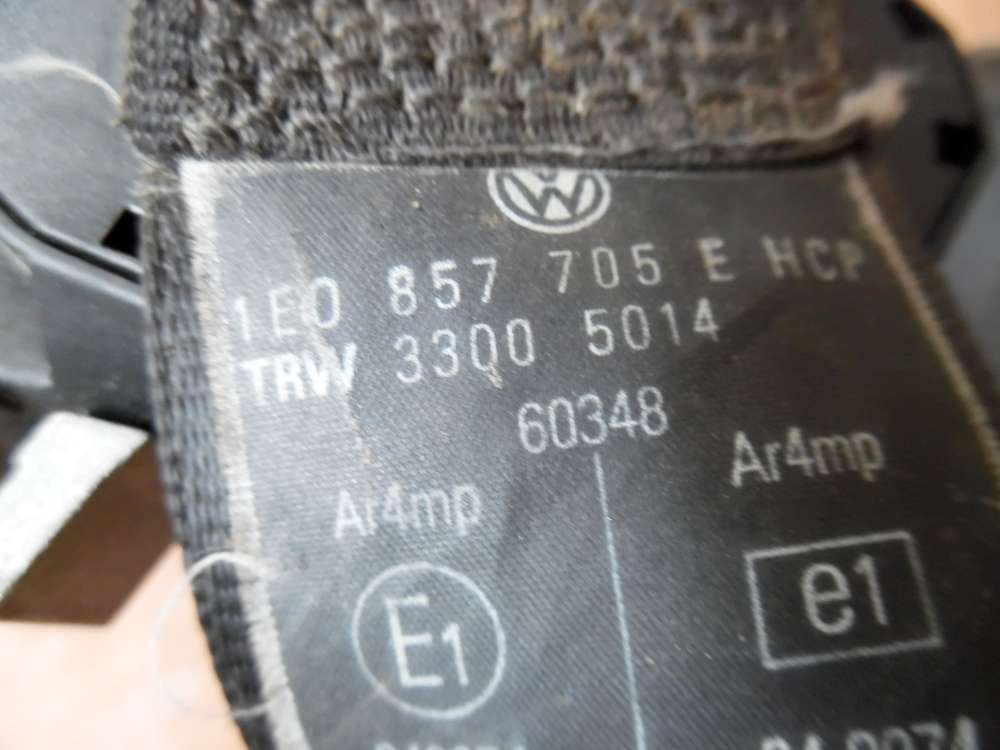 1E0 857 705 E HCP
TRW 3300 5014
60348
Ar4mp Ar4mp
E1 e1